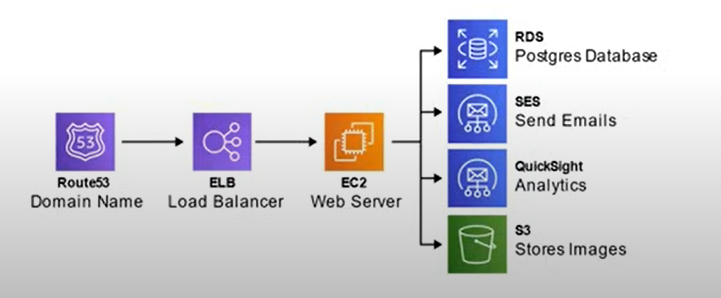 53
Route53
Domain Name
ELB
Load Balancer
EC2
Web Server
RDS
Postgres Database
SES
Send Emails
QuickSight
Analytics
S3
Stores Images